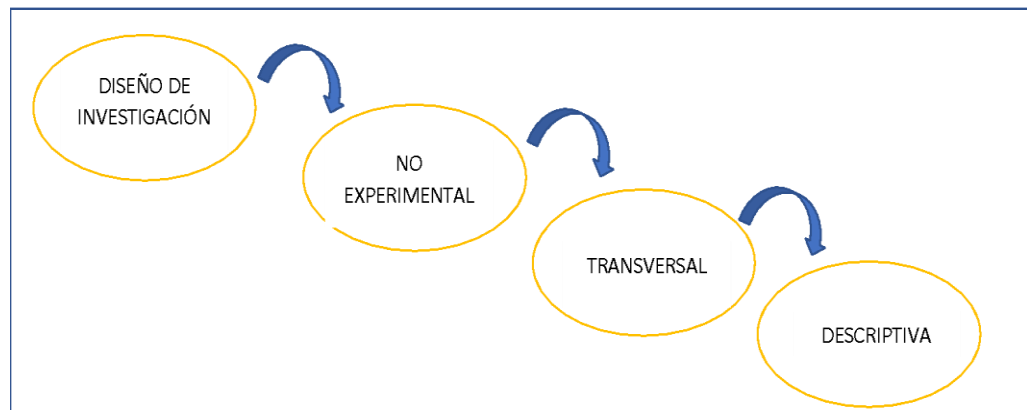 DISEÑO DE
INVESTIGACIÓN
NO
EXPERIMENTAL
TRANSVERSAL
DESCRIPTIVA